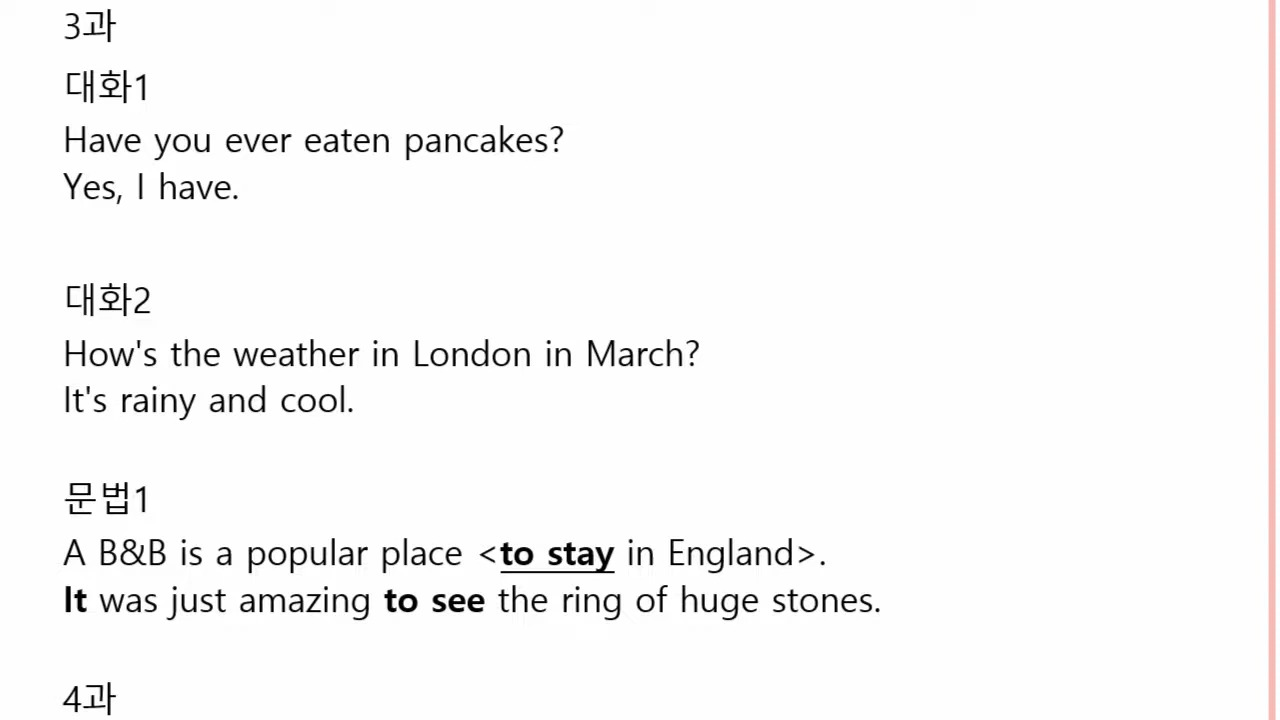 3과
대화1
Have you ever eaten pancakes?
Yes, I have.
대화2
How's the weather in London in March?
It's rainy and cool.
문법1
A B&B is a popular place <to stay in England>.
It was just amazing to see the ring of huge stones.
4과